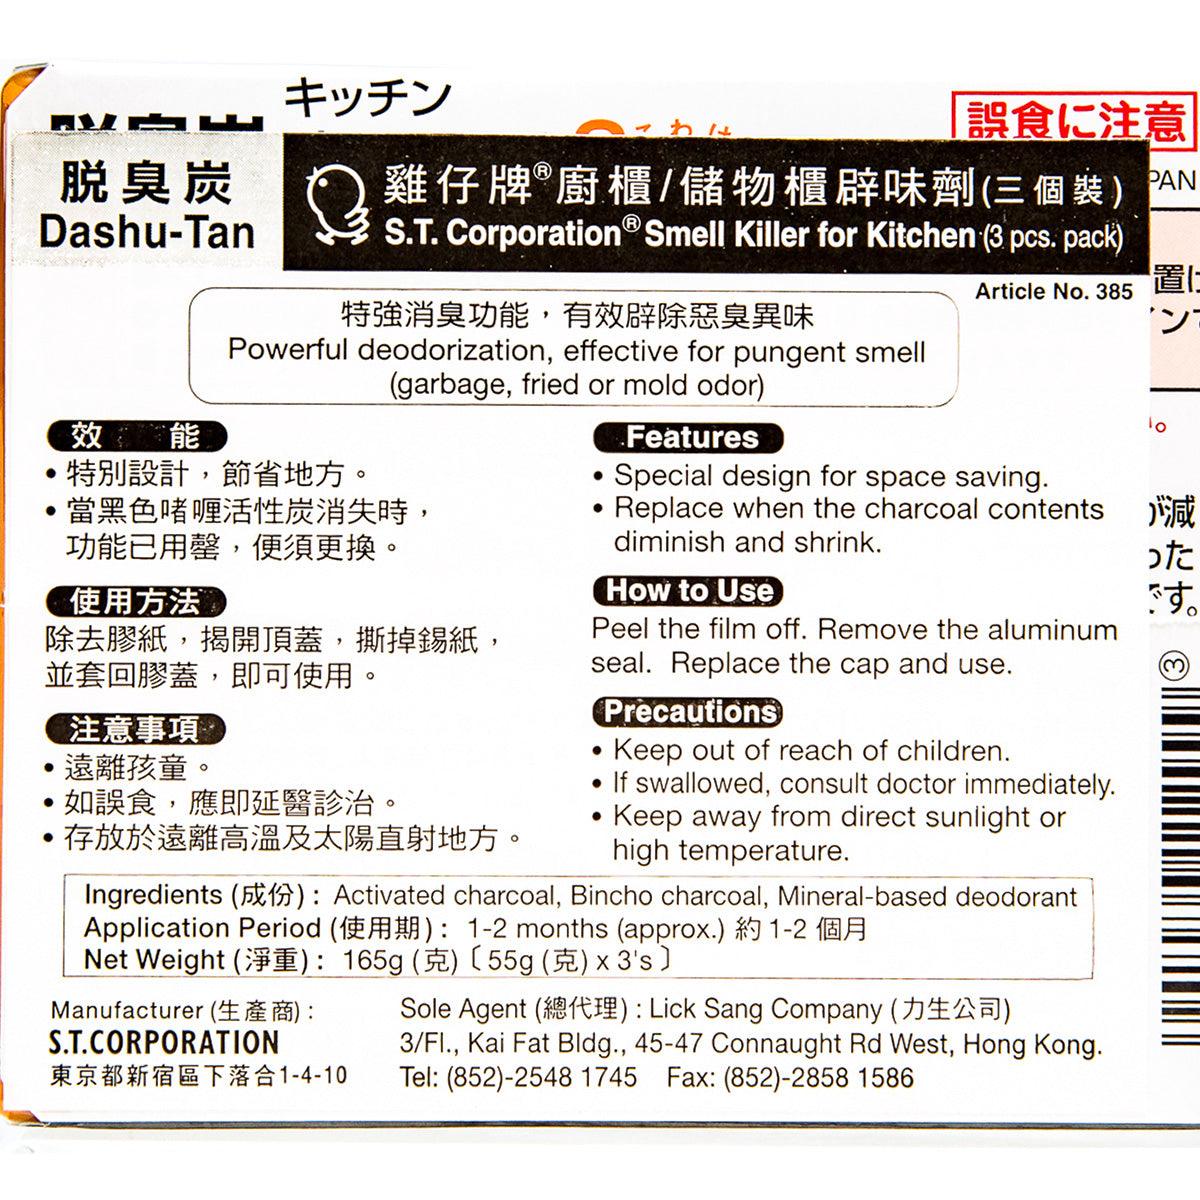 キッチン
誤食に注意
脱臭炭
Dashu-Tan
雞仔牌®廚櫃/儲物櫃辟味劑(三個裝)
S.T. Corporation® Smell Killer for Kitchen (3 pcs. pack)
PAN
Article No. 385
特強消臭功能，有效辟除惡臭異味
Powerful deodorization, effective for pungent smell
(garbage, fried or mold odor)
効 能
• 特別設計，節省地方。
• 當黑色啫喱活性炭消失時，
功能已用罄，便須更換。
使用方法
除去膠紙，揭開頂蓋，撕掉錫紙，
並套回膠蓋，即可使用。
注意事項
• 遠離孩童。
• 如誤食，應即延醫診治。
• 存放於遠離高溫及太陽直射地方。
Features
• Special design for space saving.
• Replace when the charcoal contents
diminish and shrink.
How to Use
Peel the film off. Remove the aluminum
seal. Replace the cap and use.
Precautions
• Keep out of reach of children.
• If swallowed, consult doctor immediately.
• Keep away from direct sunlight or
high temperature.
が減
った
です。
③
Ingredients (成份) : Activated charcoal, Bincho charcoal, Mineral-based deodorant
Application Period (使用期) : 1-2 months (approx.) 約 1-2 個月
Net Weight (淨重) : 165g (克)〔55g (克) x 3's〕
Manufacturer (生產商) :
S.T.CORPORATION
東京都新宿區下落合1-4-10
Sole Agent (總代理) : Lick Sang Company (力生公司)
3/Fl., Kai Fat Bldg., 45-47 Connaught Rd West, Hong Kong.
Tel: (852)-2548 1745 Fax: (852)-2858 1586